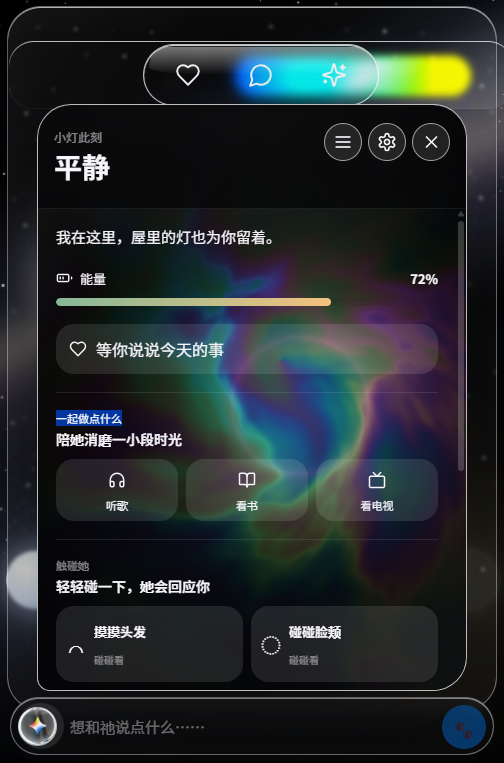 小灯此刻
平静
我在这里，屋里的灯也为你留着。
能量
72%
等你说说今天的事
一起做点什么
陪她消磨一小段时光
听歌
看书
看电视
触碰她
轻轻碰一下，她会回应你
摸摸头发
碰碰看
碰碰脸颊
碰碰看
想和祂说点什么······